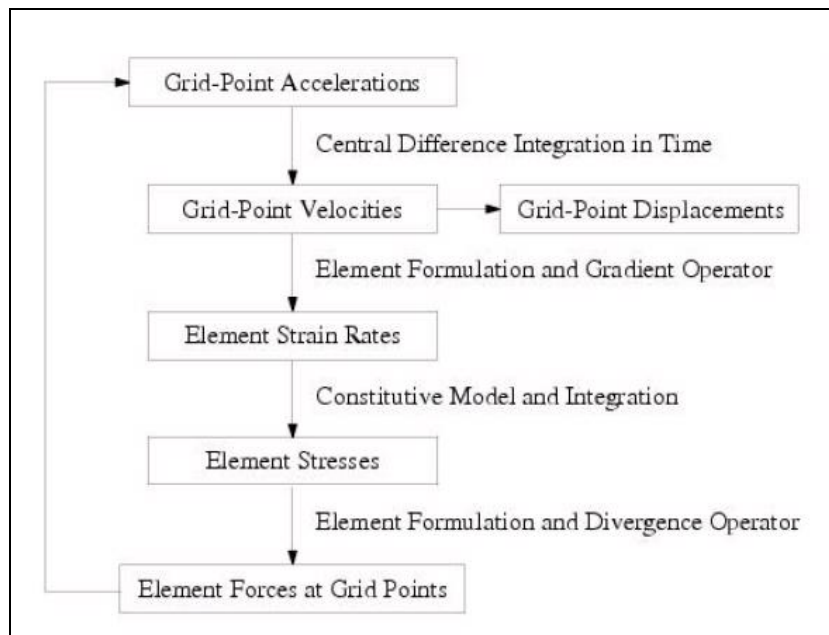 Grid-Point Accelerations
Central Difference Integration in Time
Grid-Point Velocities
Grid-Point Displacements
Element Formulation and Gradient Operator
Element Strain Rates
Constitutive Model and Integration
Element Stresses
Element Formulation and Divergence Operator
Element Forces at Grid Points